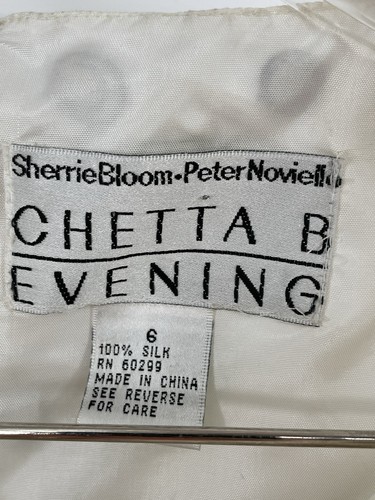 SherrieBloom•PeterNoviello
CHETTA B
EVENING
6
100% SILK
RN 60299
MADE IN CHINA
SEE REVERSE
FOR CARE